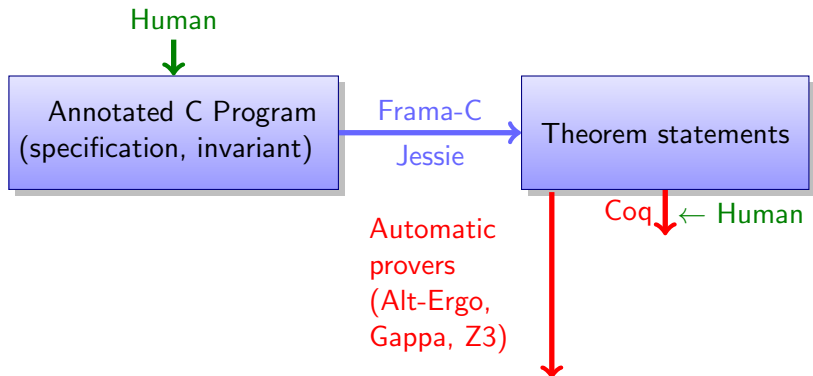 Human
Annotated C Program
(specification, invariant)
Frama-C
Jessie
Theorem statements
Coq
← Human
Automatic
provers
(Alt-Ergo,
Gappa, Z3)